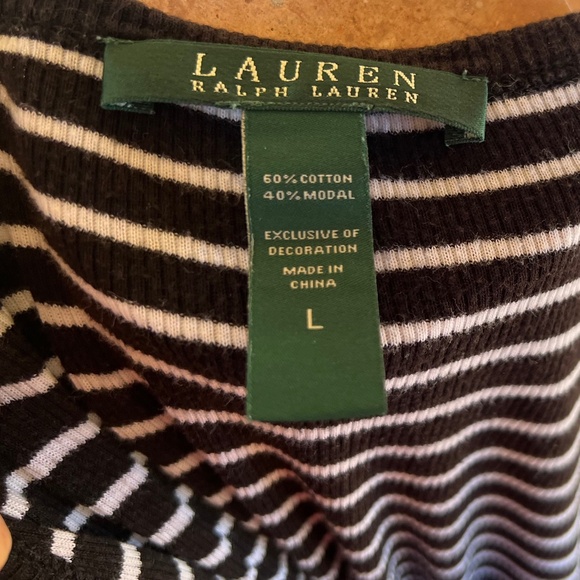 LAUREN
RALPH LAUREN
60% COTTON
40% MODAL
EXCLUSIVE OF
DECORATION
MADE IN
CHINA
L